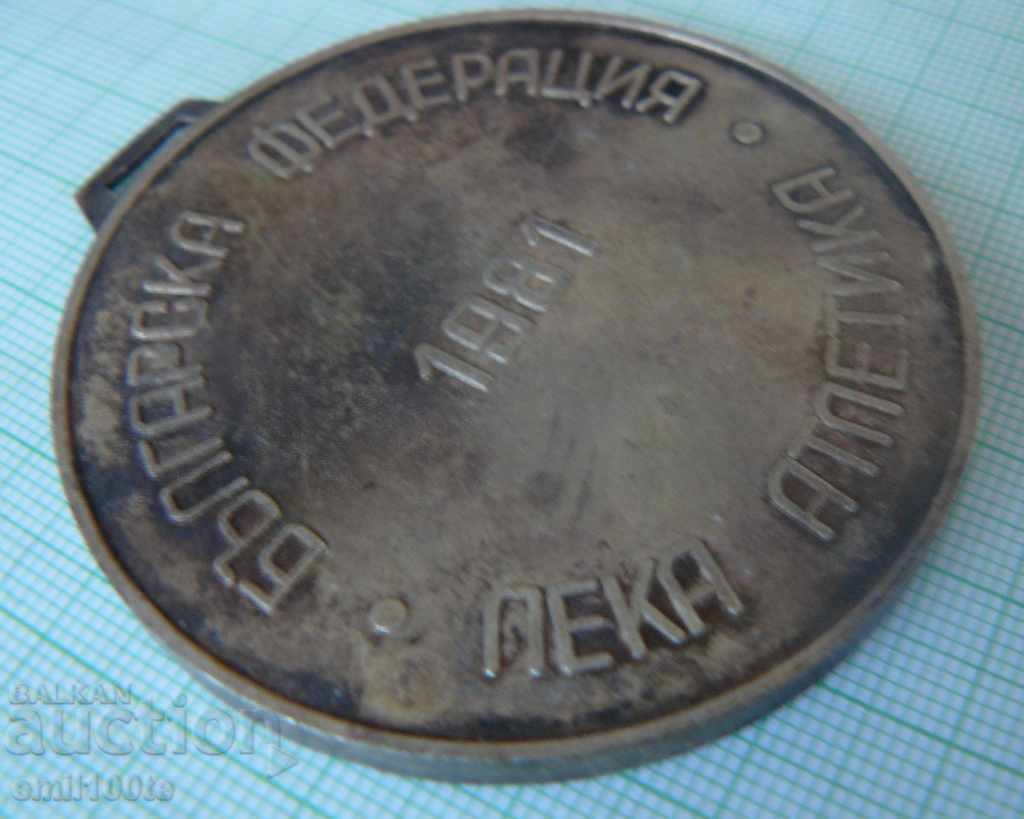 БЪЛГАРСКА ФЕДЕРАЦИЯ
•
ЛЕКА АТЛЕТИКА
•
1981
BALKAN
auction
emil100te